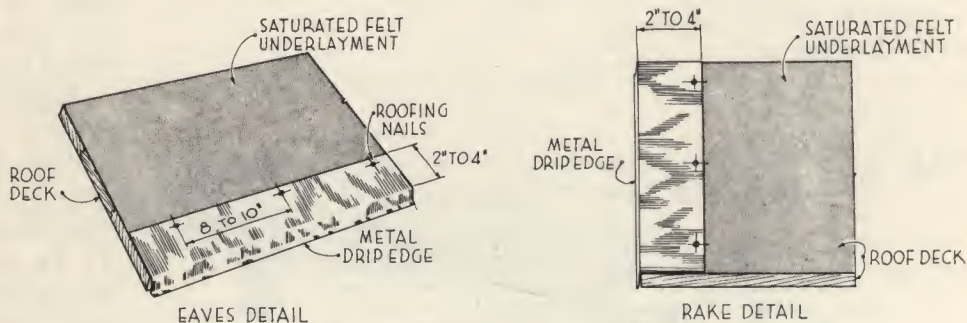 SATURATED FELT
UNDERLAYMENT
ROOFING
NAILS
2" TO 4"
ROOF
DECK
8 TO 10"
METAL
DRIP EDGE
EAVES DETAIL
2" TO 4"
SATURATED FELT
UNDERLAYMENT
METAL
DRIP EDGE
ROOF DECK
RAKE DETAIL